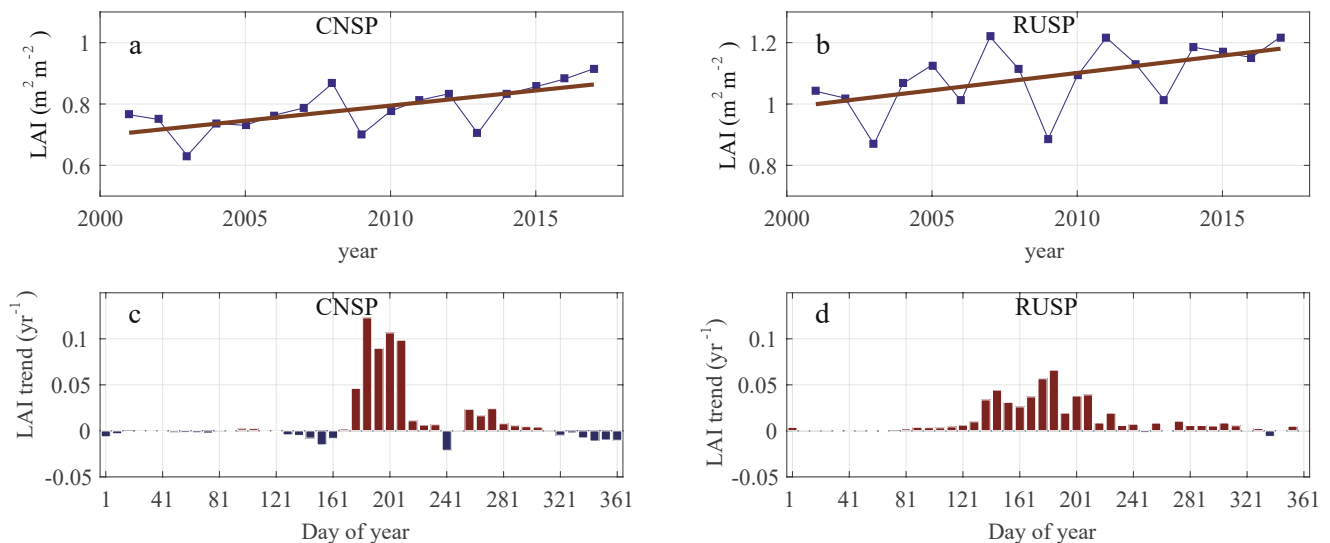 a CNSP
1
0.8
0.6
LAI (m² m⁻²)
2000 2005 2010 2015
year
b RUSP
1.2
1
0.8
LAI (m² m⁻²)
2000 2005 2010 2015
year
c CNSP
0.1
0.05
0
-0.05
LAI trend (yr⁻¹)
1 41 81 121 161 201 241 281 321 361
Day of year
d RUSP
0.1
0.05
0
-0.05
LAI trend (yr⁻¹)
1 41 81 121 161 201 241 281 321 361
Day of year